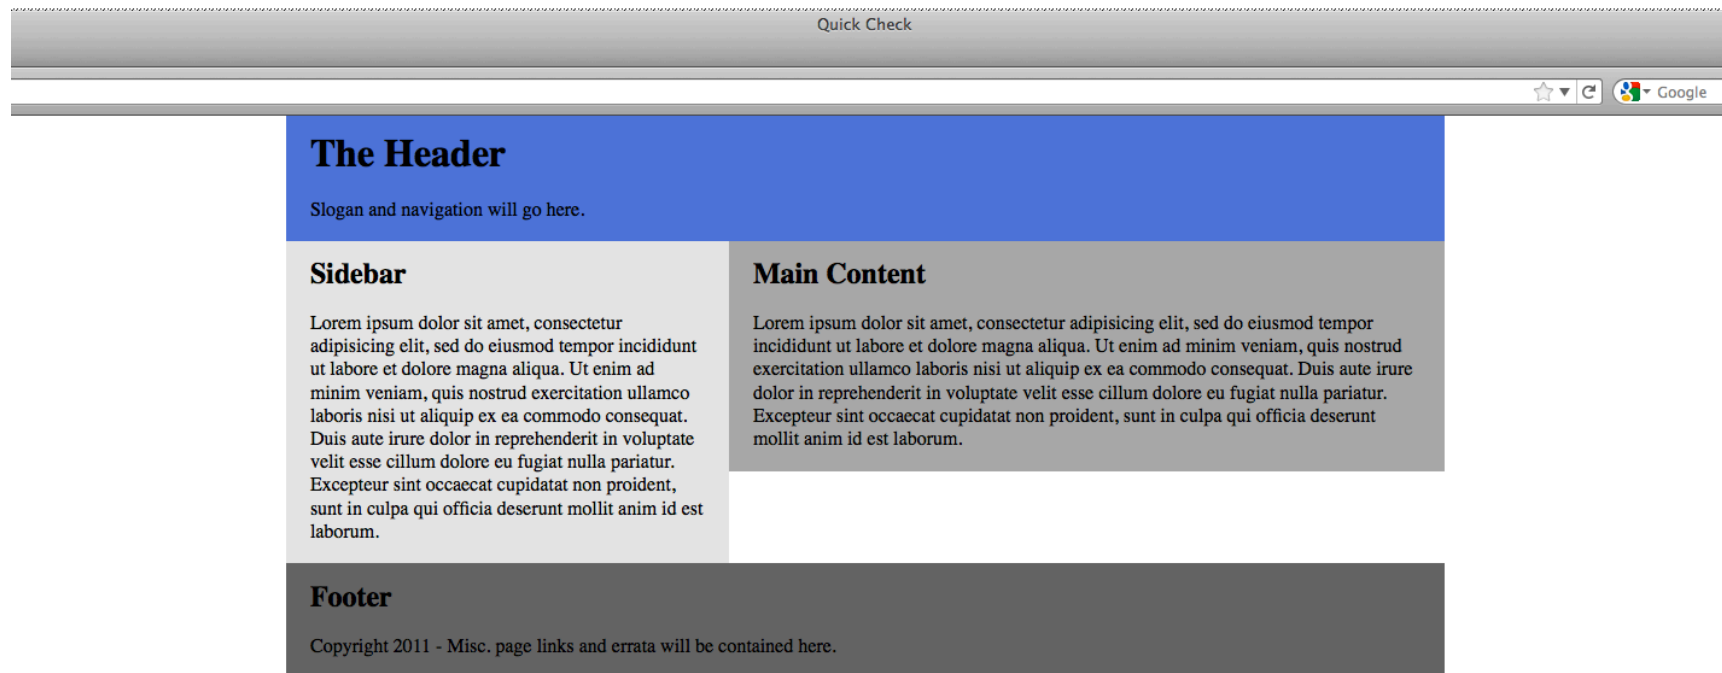 Quick Check
Google
The Header
Slogan and navigation will go here.
Sidebar
Lorem ipsum dolor sit amet, consectetur
adipisicing elit, sed do eiusmod tempor incididunt
ut labore et dolore magna aliqua. Ut enim ad
minim veniam, quis nostrud exercitation ullamco
laboris nisi ut aliquip ex ea commodo consequat.
Duis aute irure dolor in reprehenderit in voluptate
velit esse cillum dolore eu fugiat nulla pariatur.
Excepteur sint occaecat cupidatat non proident,
sunt in culpa qui officia deserunt mollit anim id est
laborum.
Main Content
Lorem ipsum dolor sit amet, consectetur adipisicing elit, sed do eiusmod tempor
incididunt ut labore et dolore magna aliqua. Ut enim ad minim veniam, quis nostrud
exercitation ullamco laboris nisi ut aliquip ex ea commodo consequat. Duis aute irure
dolor in reprehenderit in voluptate velit esse cillum dolore eu fugiat nulla pariatur.
Excepteur sint occaecat cupidatat non proident, sunt in culpa qui officia deserunt
mollit anim id est laborum.
Footer
Copyright 2011 - Misc. page links and errata will be contained here.